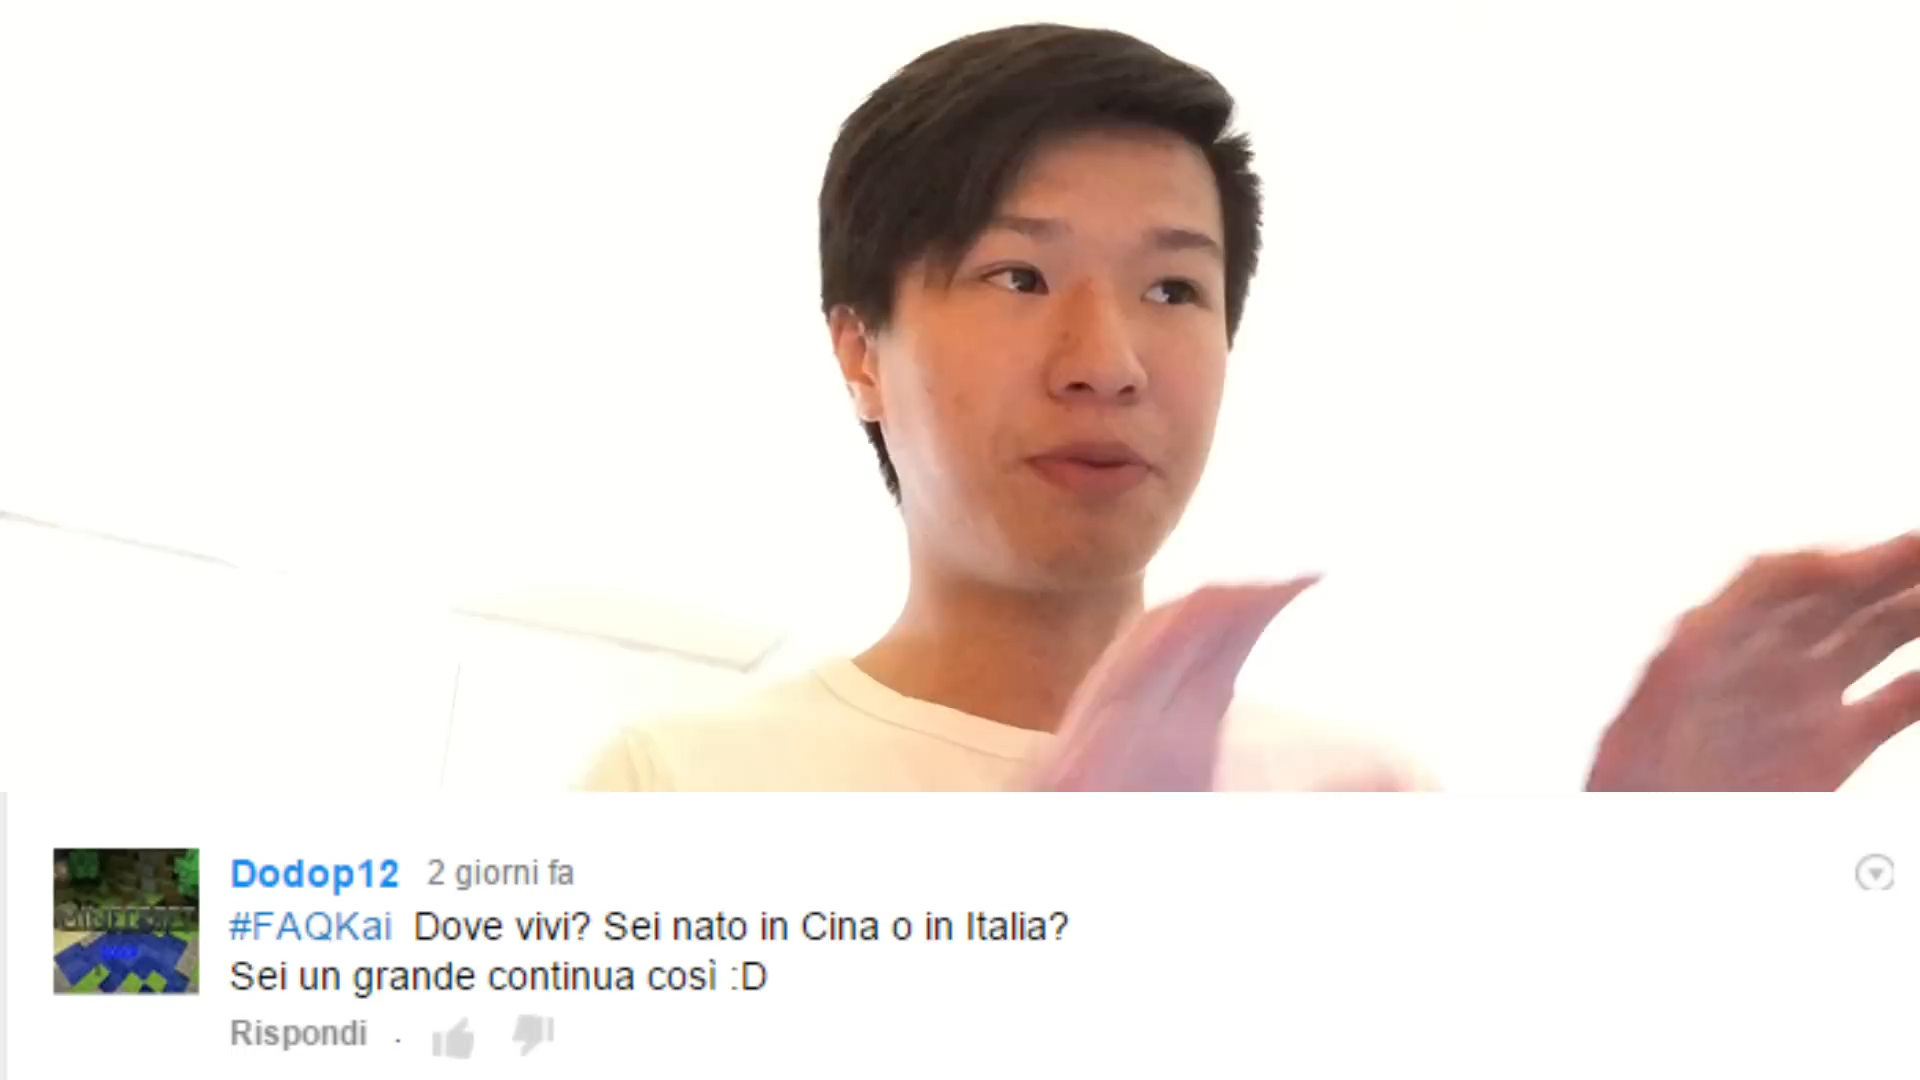 MINECRAFT
Dodop12 2 giorni fa
#FAQKai Dove vivi? Sei nato in Cina o in Italia?
Sei un grande continua così :D
Rispondi .